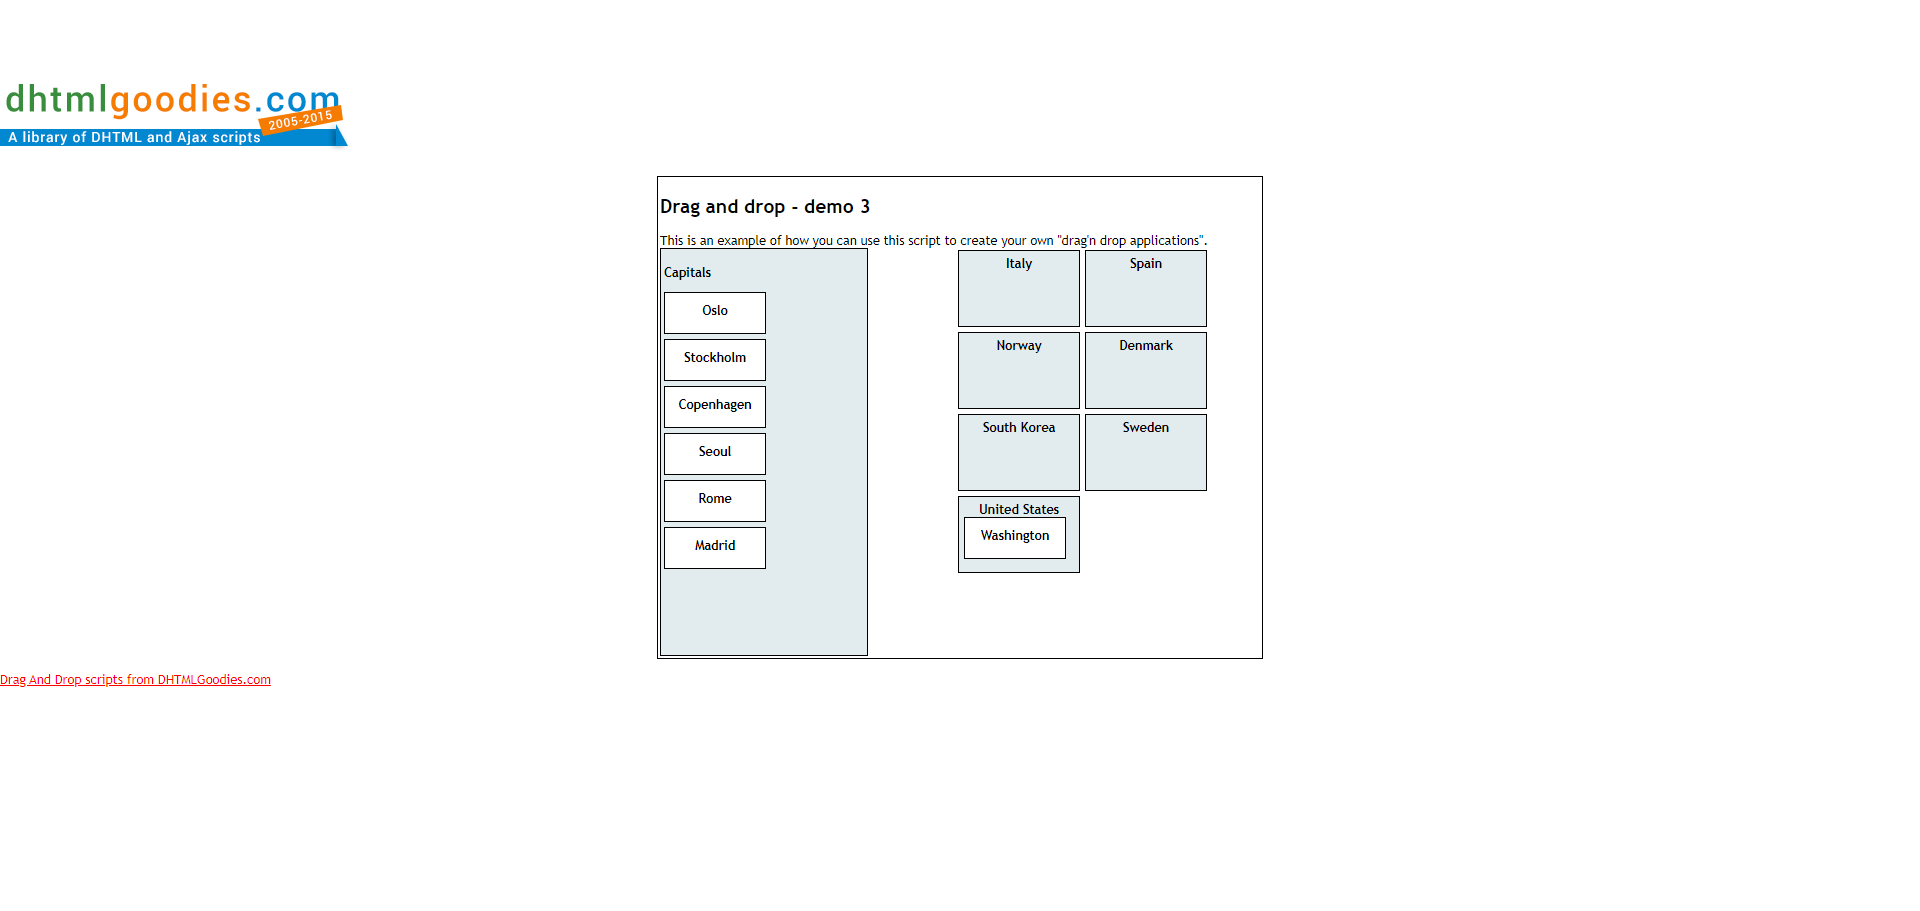 dhtmlgoodies.com
2005-2015
A library of DHTML and Ajax scripts
Drag and drop - demo 3
This is an example of how you can use this script to create your own "drag'n drop applications".
Capitals
Oslo
Stockholm
Copenhagen
Seoul
Rome
Madrid
Italy
Spain
Norway
Denmark
South Korea
Sweden
United States
Washington
Drag And Drop scripts from DHTMLGoodies.com